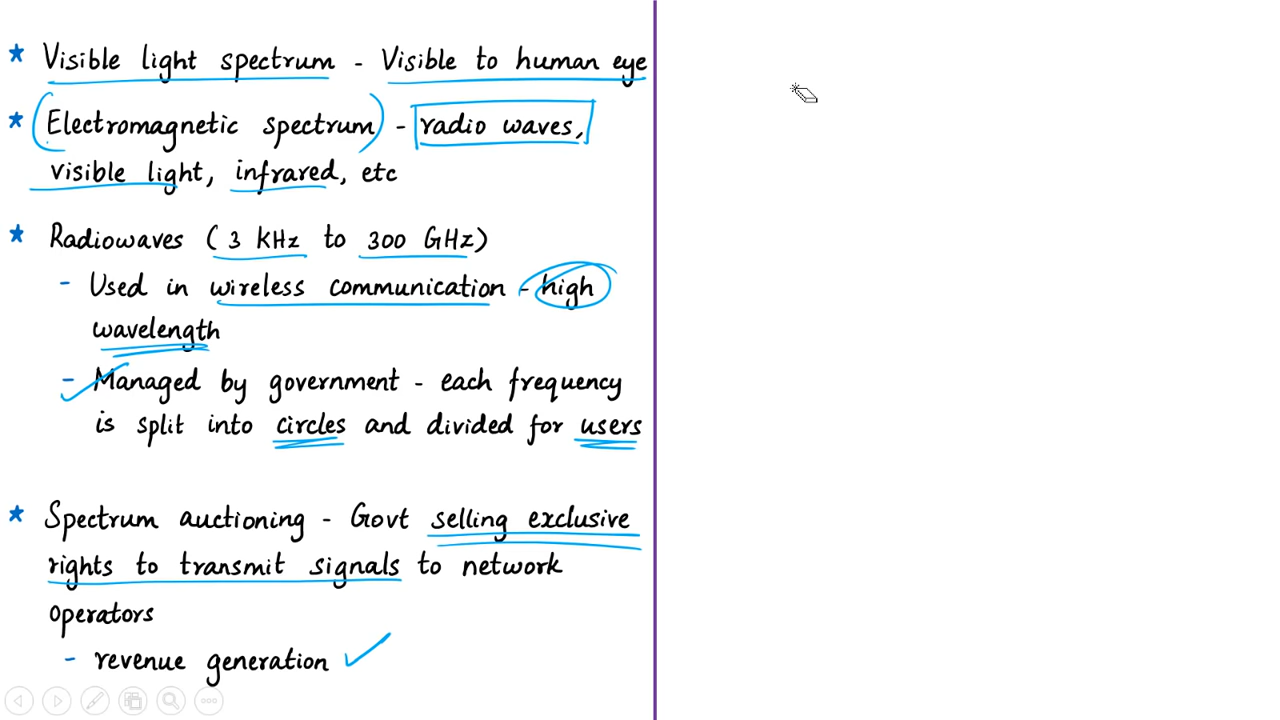 * Visible light spectrum - Visible to human eye
* Electromagnetic spectrum - radio waves,
visible light, infrared, etc
* Radiowaves (3 KHz to 300 GHz)
- Used in wireless communication - high
wavelength
- Managed by government - each frequency
is split into circles and divided for users
* Spectrum auctioning - Govt selling exclusive
rights to transmit signals to network
operators
- revenue generation